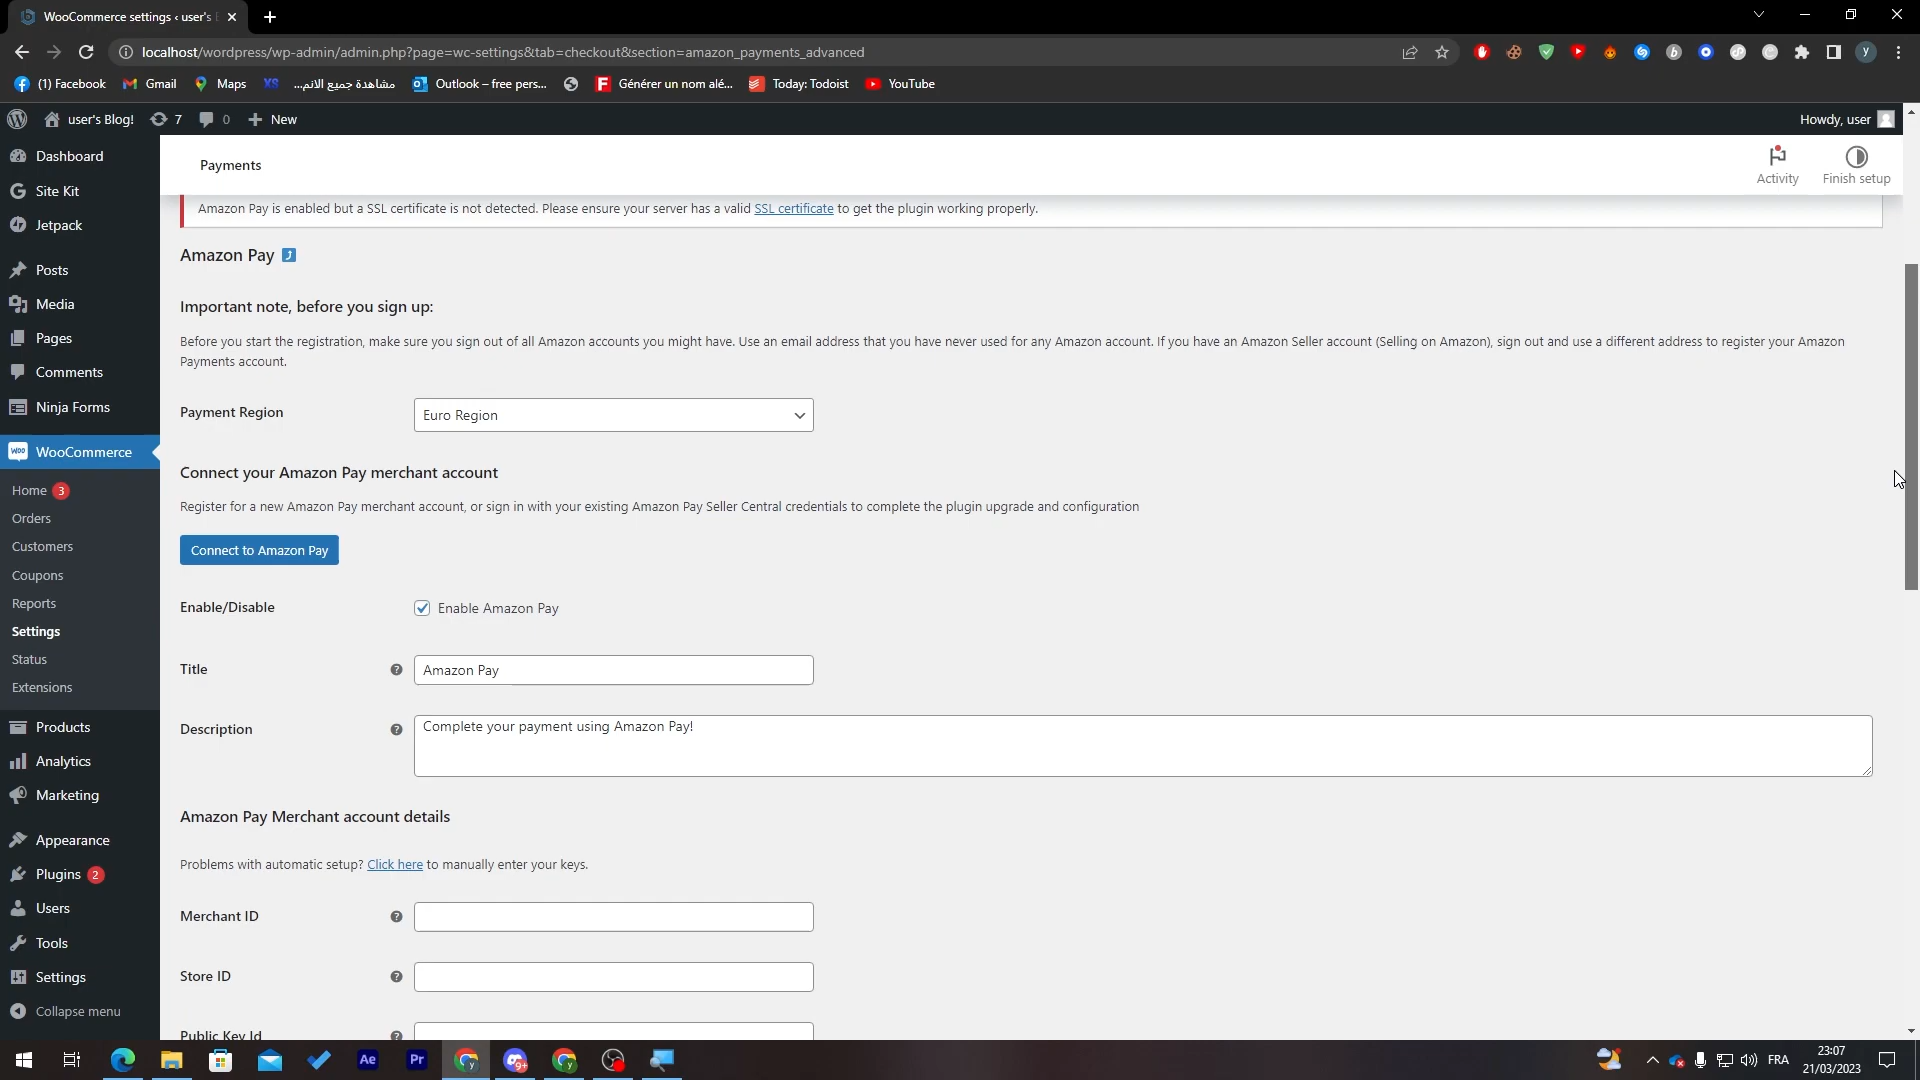 WooCommerce settings ‹ user's
localhost/wordpress/wp-admin/admin.php?page=wc-settings&tab=checkout&section=amazon_payments_advanced
(1) Facebook
Gmail
Maps
XS
...مشاهدة جميع الانم
Outlook – free pers...
Générer un nom alé...
Today: Todoist
YouTube
user's Blog!
7
0
New
Howdy, user
Dashboard
Site Kit
Jetpack
Posts
Media
Pages
Comments
Ninja Forms
WooCommerce
Home 3
Orders
Customers
Coupons
Reports
Settings
Status
Extensions
Products
Analytics
Marketing
Appearance
Plugins 2
Users
Tools
Settings
Collapse menu
Payments
Activity
Finish setup
Amazon Pay is enabled but a SSL certificate is not detected. Please ensure your server has a valid SSL certificate to get the plugin working properly.
Amazon Pay
Important note, before you sign up:
Before you start the registration, make sure you sign out of all Amazon accounts you might have. Use an email address that you have never used for any Amazon account. If you have an Amazon Seller account (Selling on Amazon), sign out and use a different address to register your Amazon
Payments account.
Payment Region
Euro Region
Connect your Amazon Pay merchant account
Register for a new Amazon Pay merchant account, or sign in with your existing Amazon Pay Seller Central credentials to complete the plugin upgrade and configuration
Connect to Amazon Pay
Enable/Disable
Enable Amazon Pay
Title
Amazon Pay
Description
Complete your payment using Amazon Pay!
Amazon Pay Merchant account details
Problems with automatic setup? Click here to manually enter your keys.
Merchant ID
Store ID
Public Key Id
Ae
Pr
9+
FRA
23:07
21/03/2023